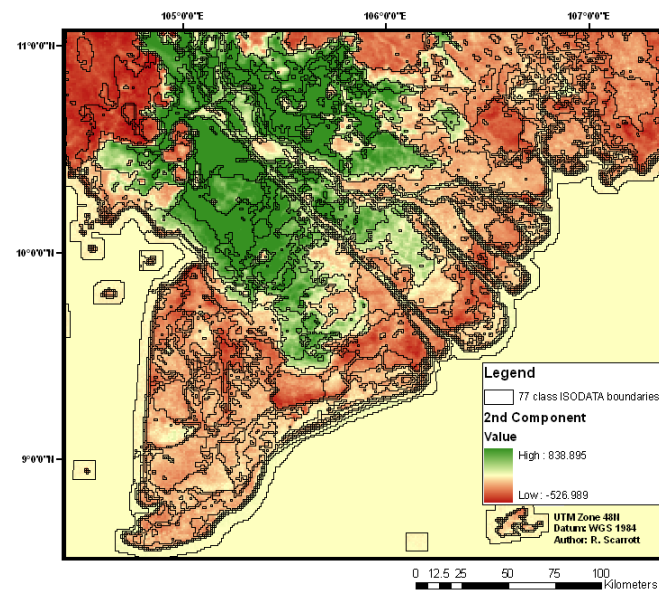 105°0'0"E 106°0'0"E 107°0'0"E
11°0'0"N
10°0'0"N
9°0'0"N
Legend
77 class ISODATA boundaries
2nd Component
Value
High : 838.895
Low : -526.989
UTM Zone 48N
Datum: WGS 1984
Author: R. Scarrott
0 12.5 25 50 75 100
Kilometers